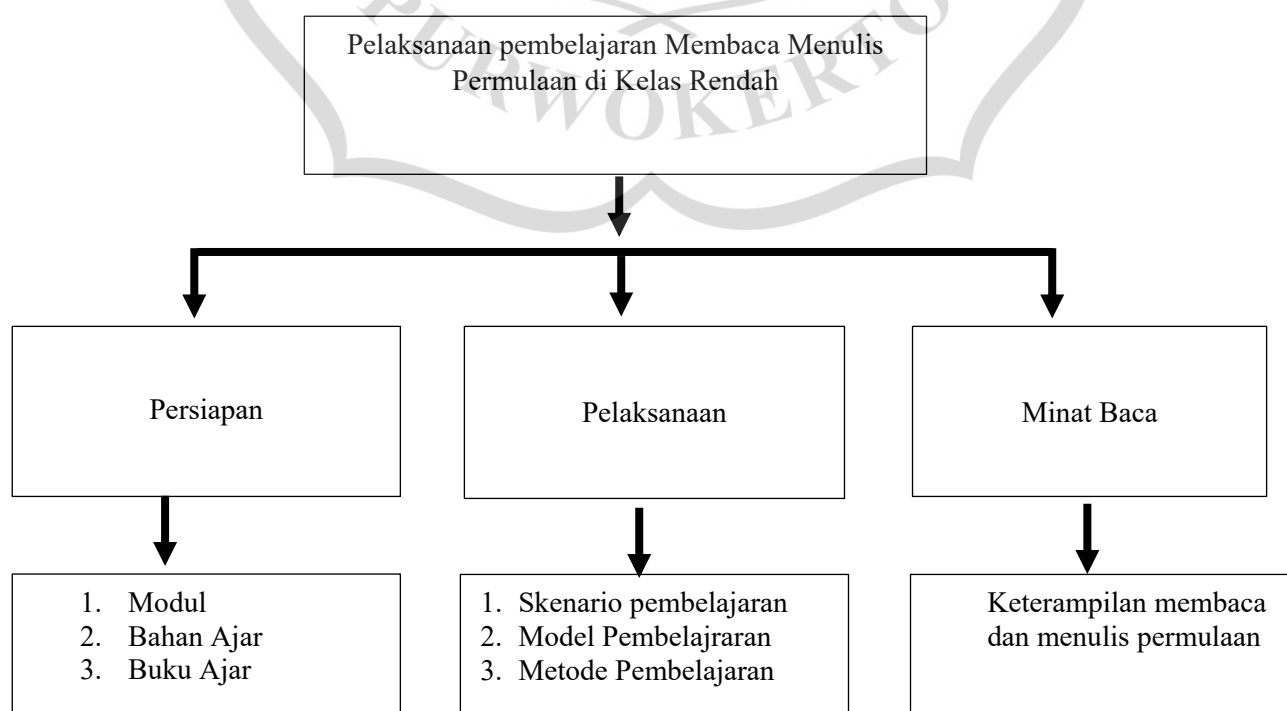 PURWOKERTO
Pelaksanaan pembelajaran Membaca Menulis
Permulaan di Kelas Rendah
Persiapan
Pelaksanaan
Minat Baca
1. Modul
2. Bahan Ajar
3. Buku Ajar
1. Skenario pembelajaran
2. Model Pembelajraran
3. Metode Pembelajaran
Keterampilan membaca
dan menulis permulaan